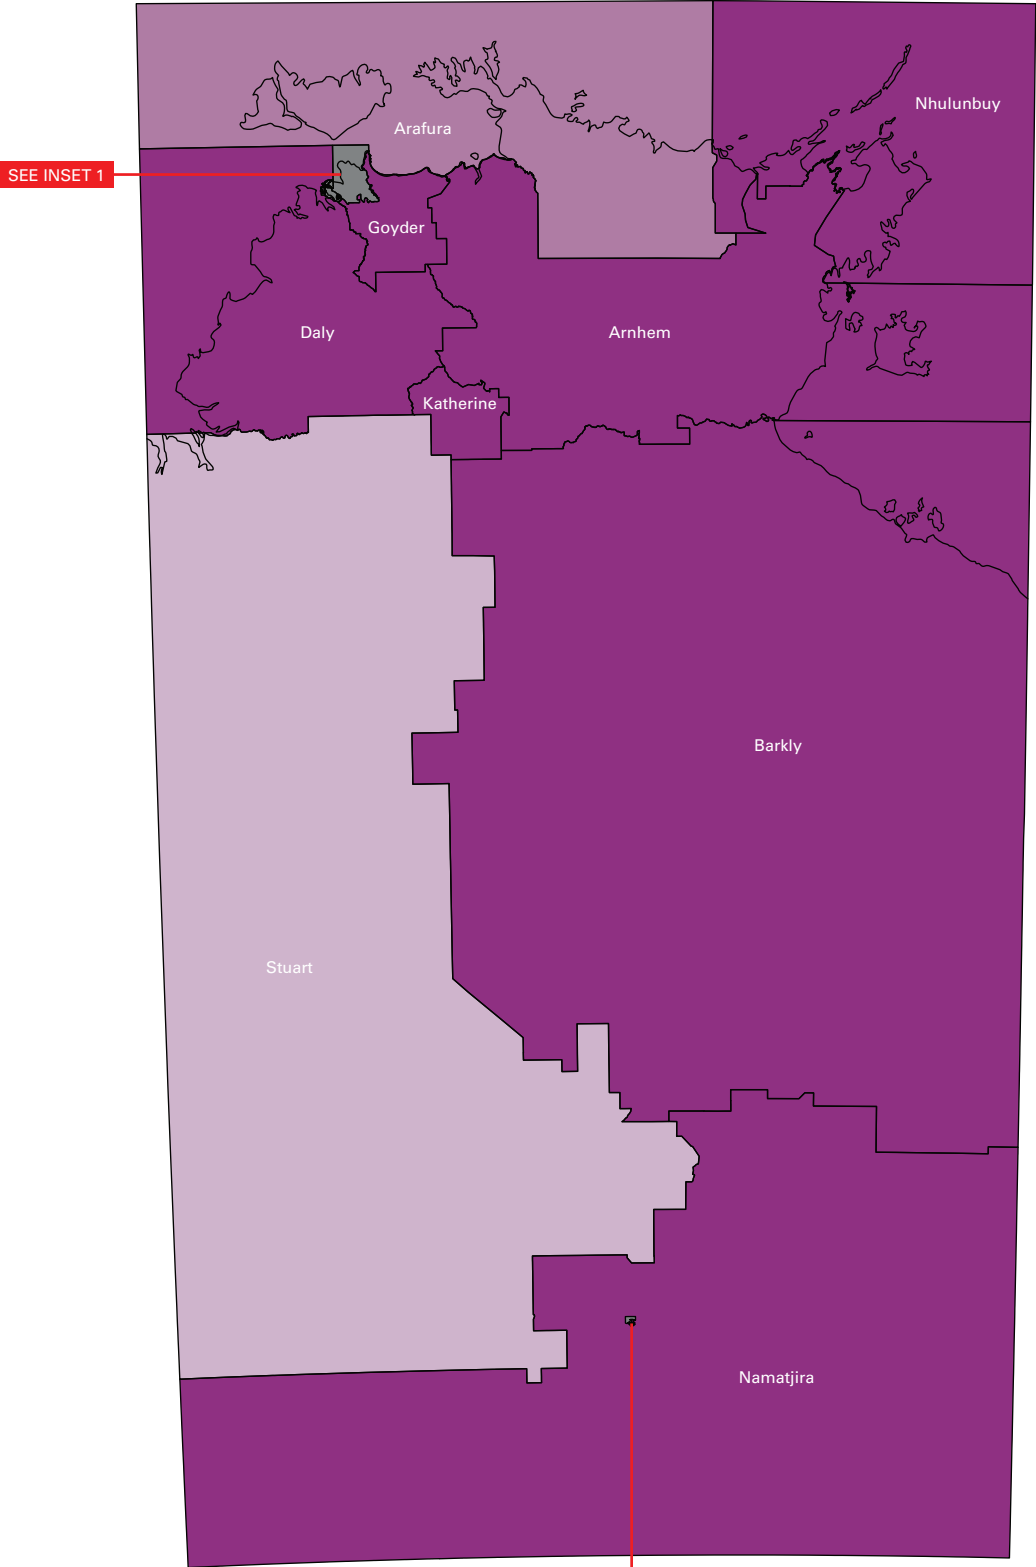 Nhulunbuy
Arafura
SEE INSET 1
Goyder
Daly
Arnhem
Katherine
Barkly
Stuart
Namatjira